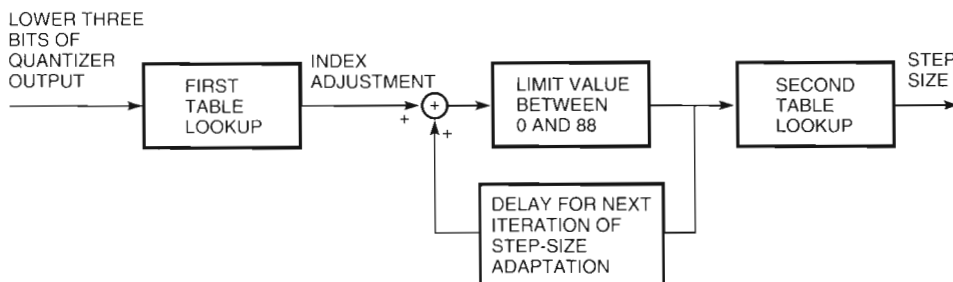 LOWER THREE
BITS OF
QUANTIZER
OUTPUT
FIRST
TABLE
LOOKUP
INDEX
ADJUSTMENT
+
+
+
LIMIT VALUE
BETWEEN
0 AND 88
DELAY FOR NEXT
ITERATION OF
STEP-SIZE
ADAPTATION
SECOND
TABLE
LOOKUP
STEP
SIZE